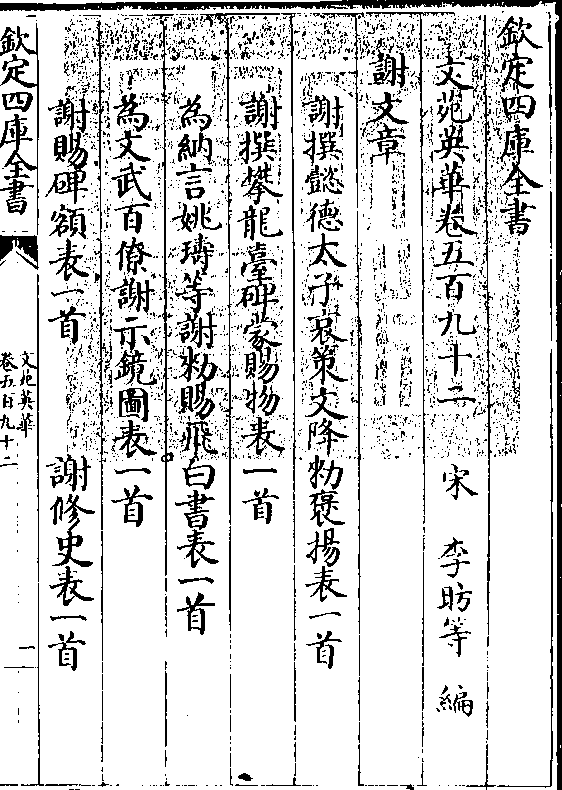 欽定四庫全書
文苑英華卷五百九十二　宋　李昉等　編
謝文章
謝撰懿德太子哀策文降勑褒揚表一首
謝撰攀龍臺碑蒙賜物表一首
為納言姚璹等謝勑賜飛白書表一首
為文武百僚謝示鏡圖表一首
謝賜碑額表一首　謝修史表一首
欽定四庫全書
文苑英華
卷五百九十二
一